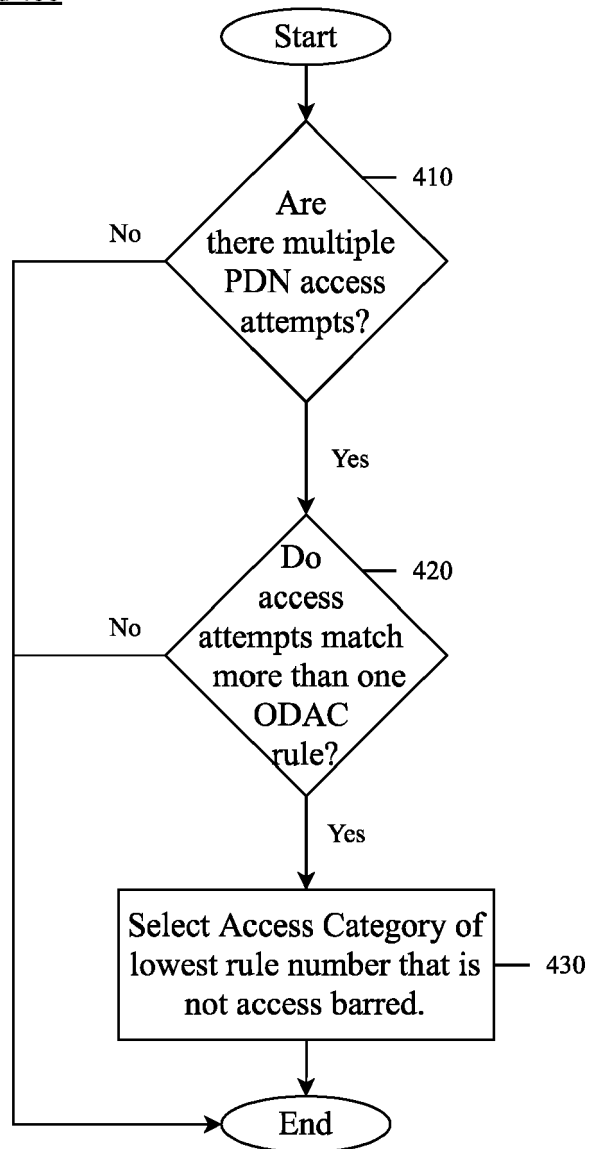 Start
410
Are
there multiple
PDN access
attempts?
No
Yes
420
Do
access
attempts match
more than one
ODAC
rule?
No
Yes
Select Access Category of
lowest rule number that is
not access barred.
430
End